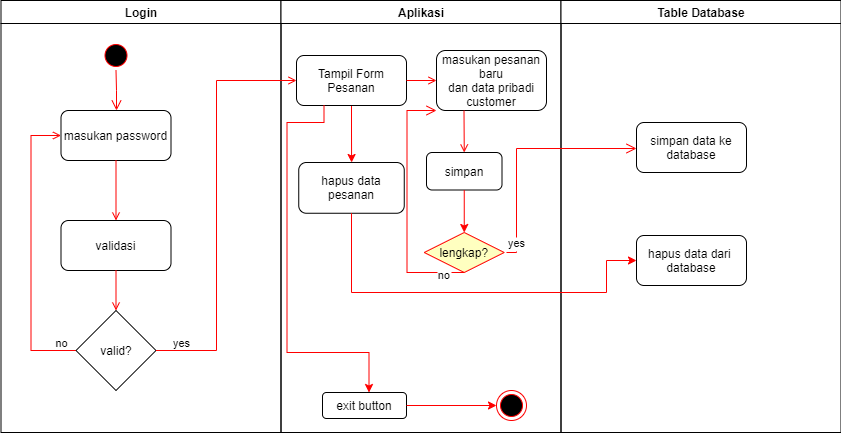 Login
Aplikasi
Table Database
masukan password
validasi
valid?
no
yes
Tampil Form
Pesanan
masukan pesanan
baru
dan data pribadi
customer
hapus data
pesanan
simpan
lengkap?
yes
no
exit button
simpan data ke
database
hapus data dari
database